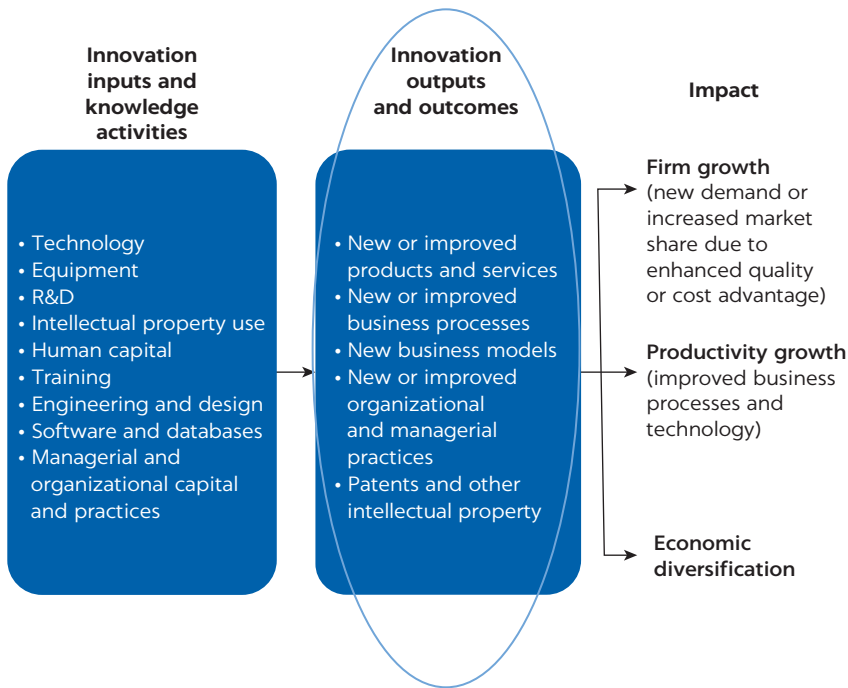 Innovation
inputs and
knowledge
activities
• Technology
• Equipment
• R&D
• Intellectual property use
• Human capital
• Training
• Engineering and design
• Software and databases
• Managerial and
organizational capital
and practices
Innovation
outputs
and outcomes
• New or improved
products and services
• New or improved
business processes
• New business models
• New or improved
organizational
and managerial
practices
• Patents and other
intellectual property
Impact
Firm growth
(new demand or
increased market
share due to
enhanced quality
or cost advantage)
Productivity growth
(improved business
processes and
technology)
Economic
diversification